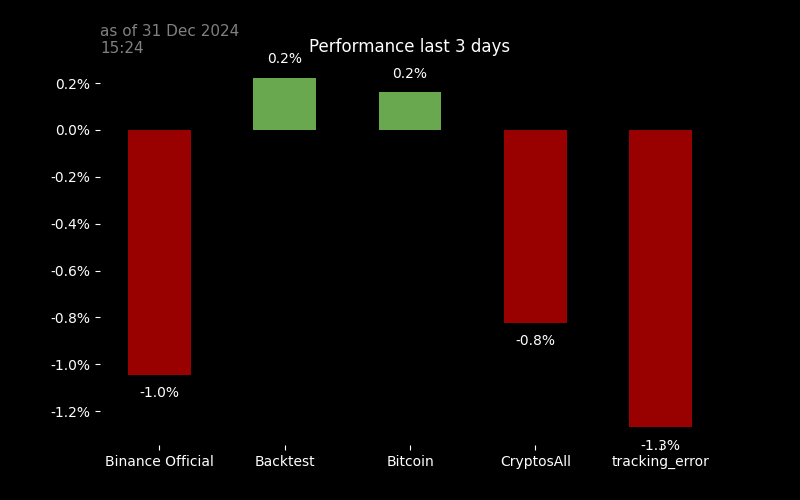 as of 31 Dec 2024
15:24
Performance last 3 days
0.2%
0.2%
0.2%
0.0%
-0.2%
-0.4%
-0.6%
-0.8%
-1.0%
-1.2%
-0.8%
-1.0%
-1.3%
Binance Official
Backtest
Bitcoin
CryptosAll
tracking_error